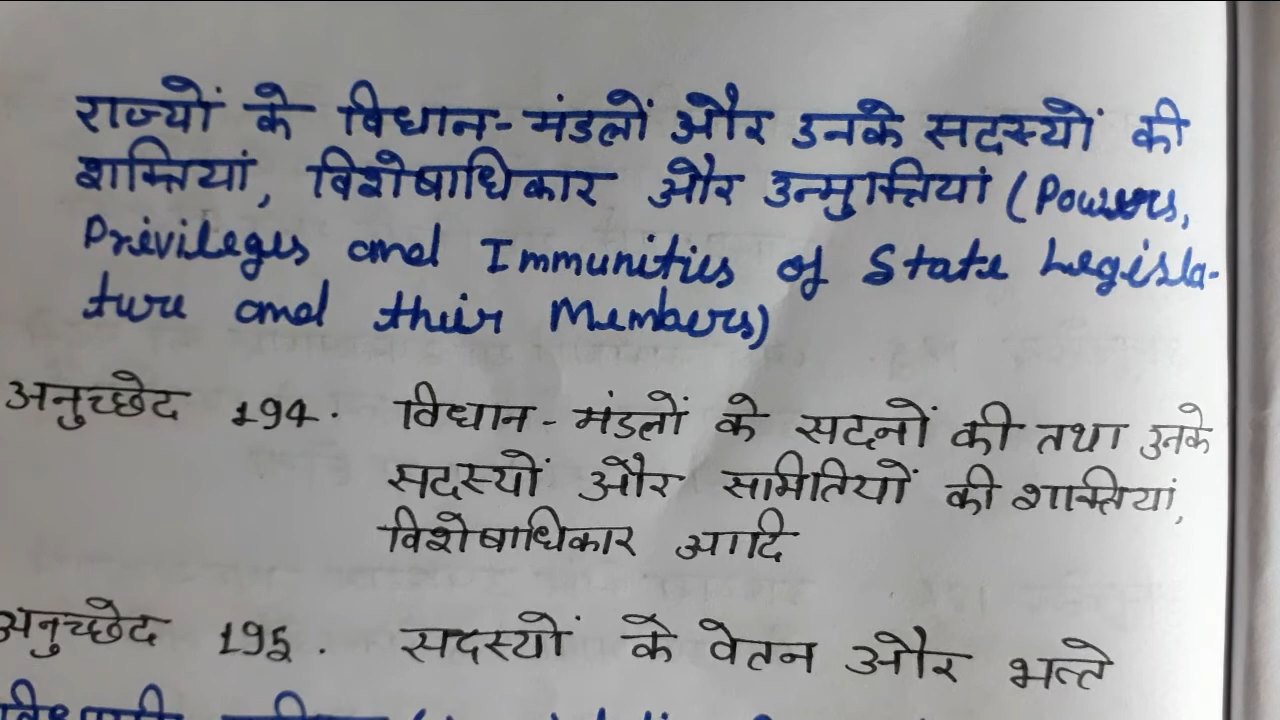 राज्यों के विधान-मंडलों और उनके सदस्यों की
शक्तियां, विशेषाधिकार और उन्मुक्तियां (Powers,
Privileges and Immunities of State Legisla-
ture and their Members)
अनुच्छेद 194. विधान-मंडलों के सदनों की तथा उनके
सदस्यों और समितियों की शक्तियां,
विशेषाधिकार आदि
अनुच्छेद 195. सदस्यों के वेतन और भत्ते